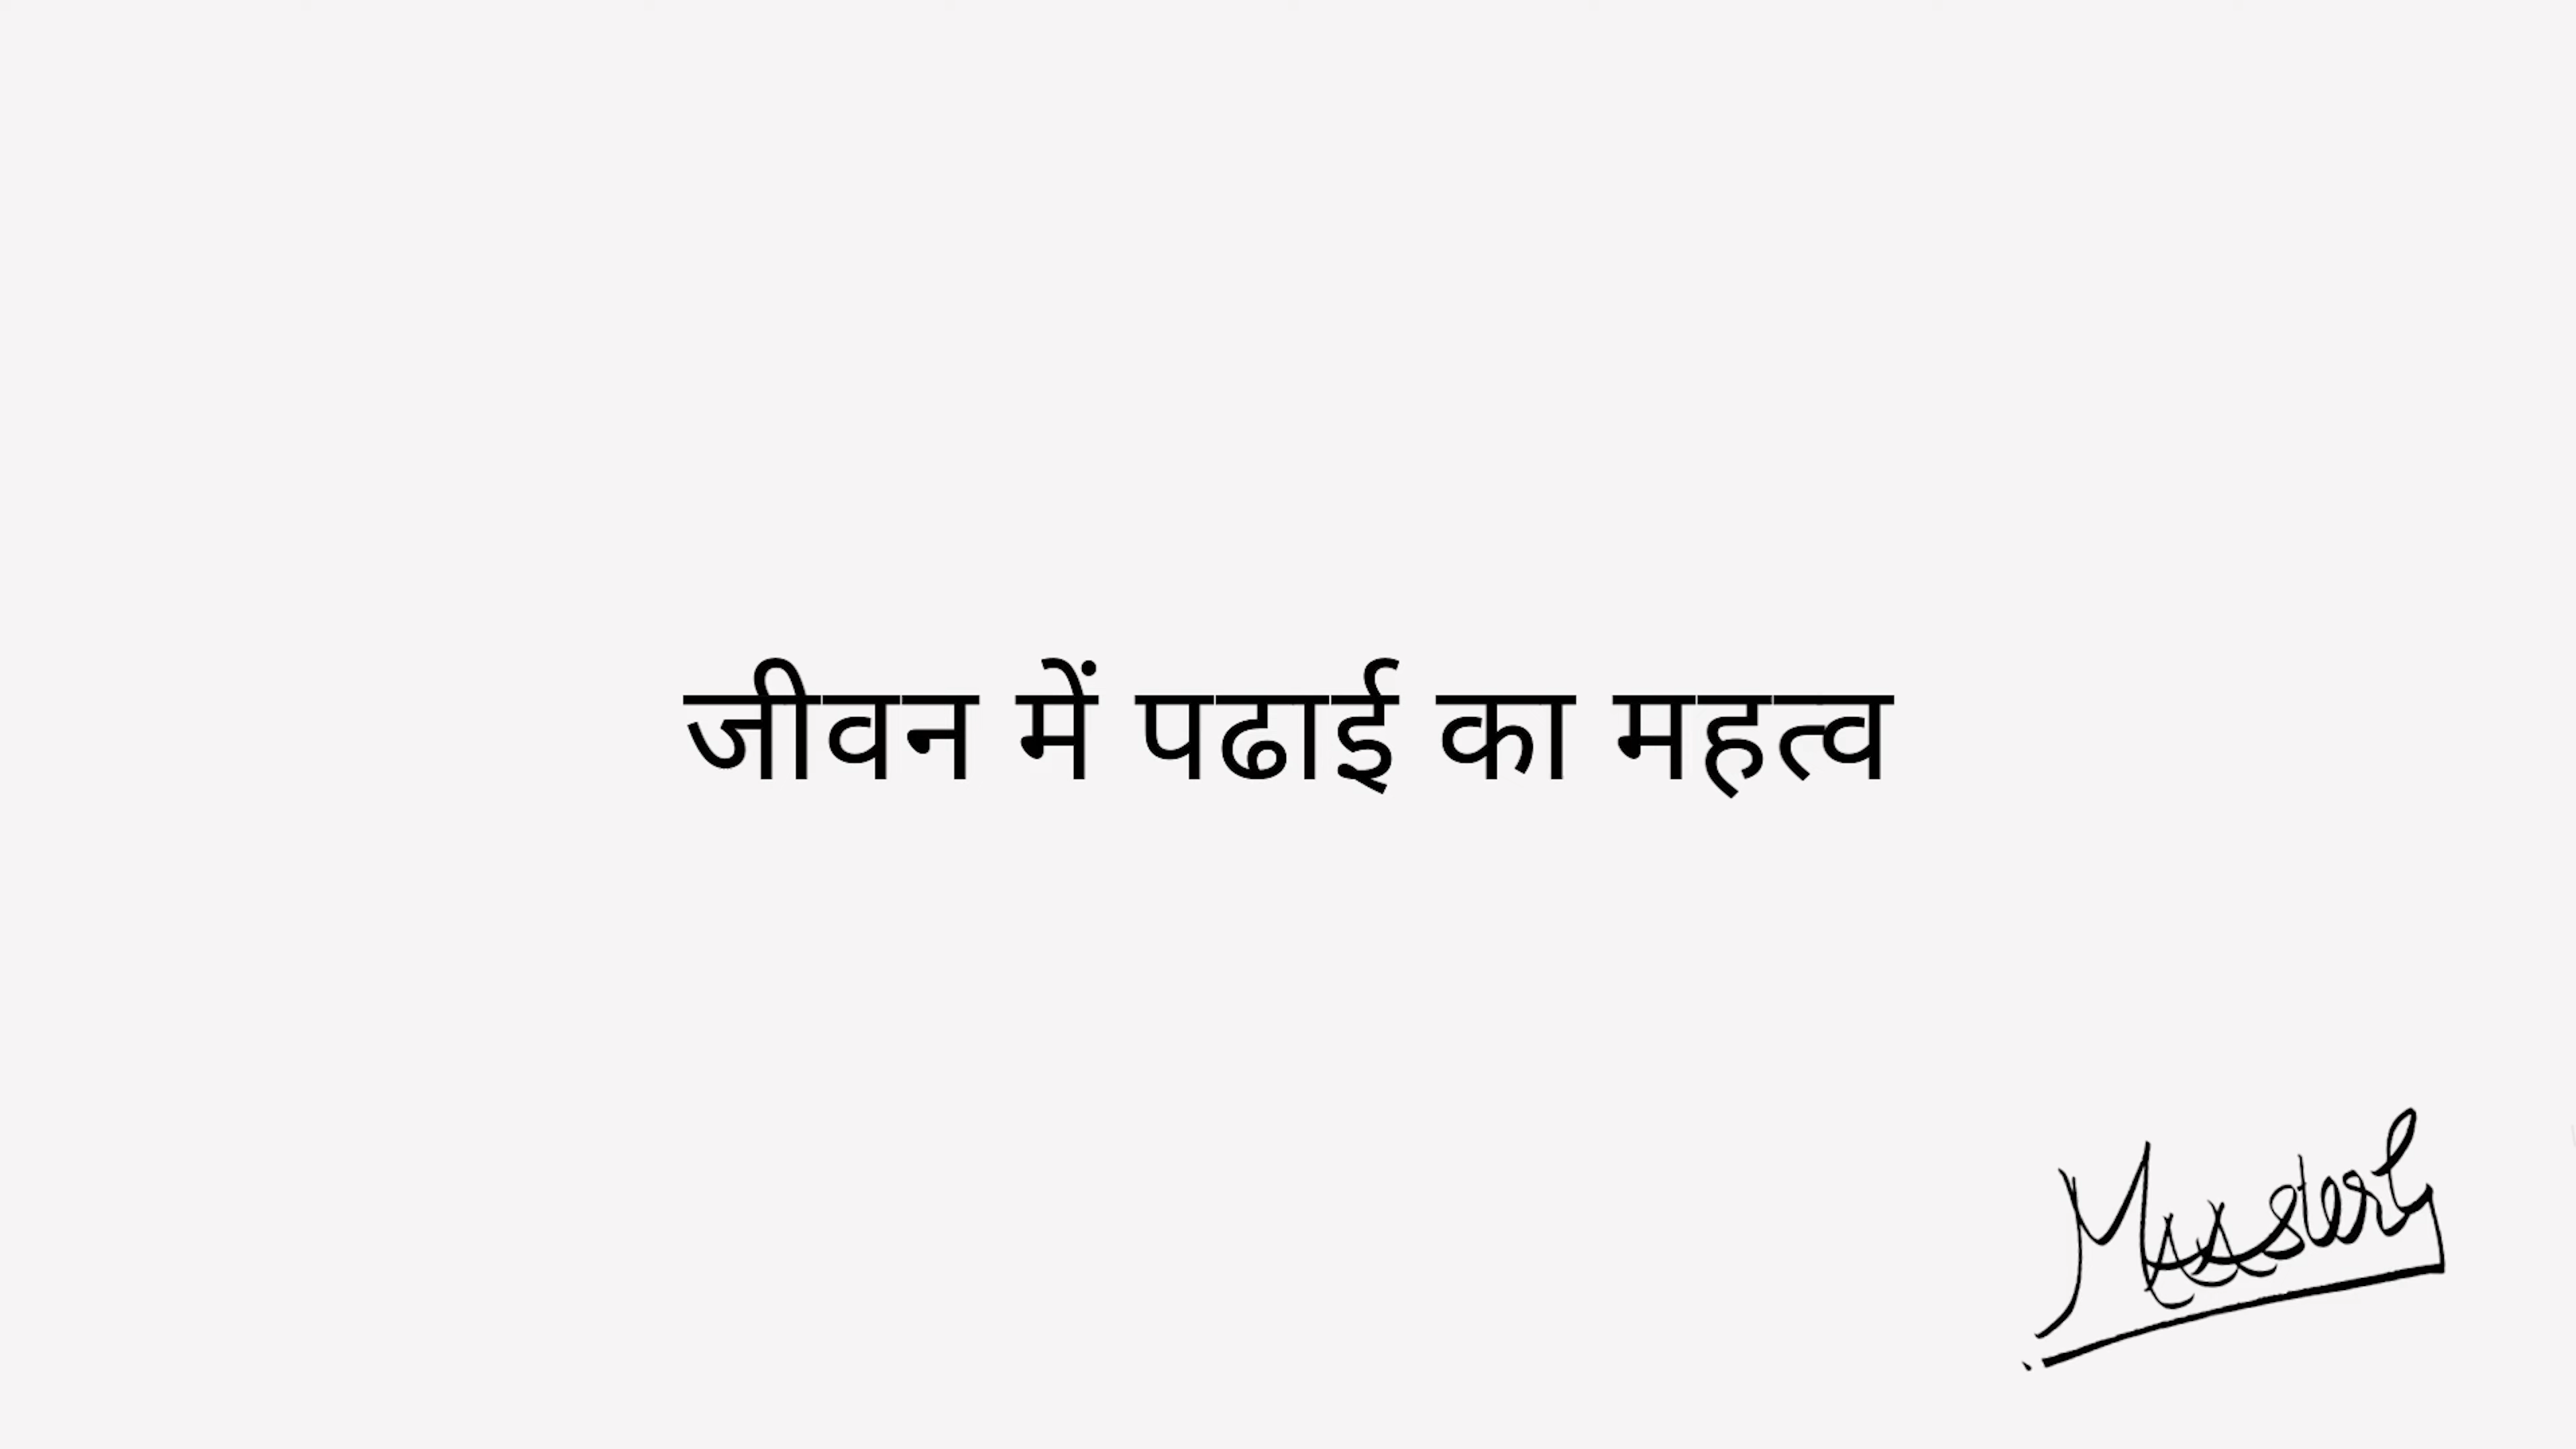 जीवन में पढाई का महत्व